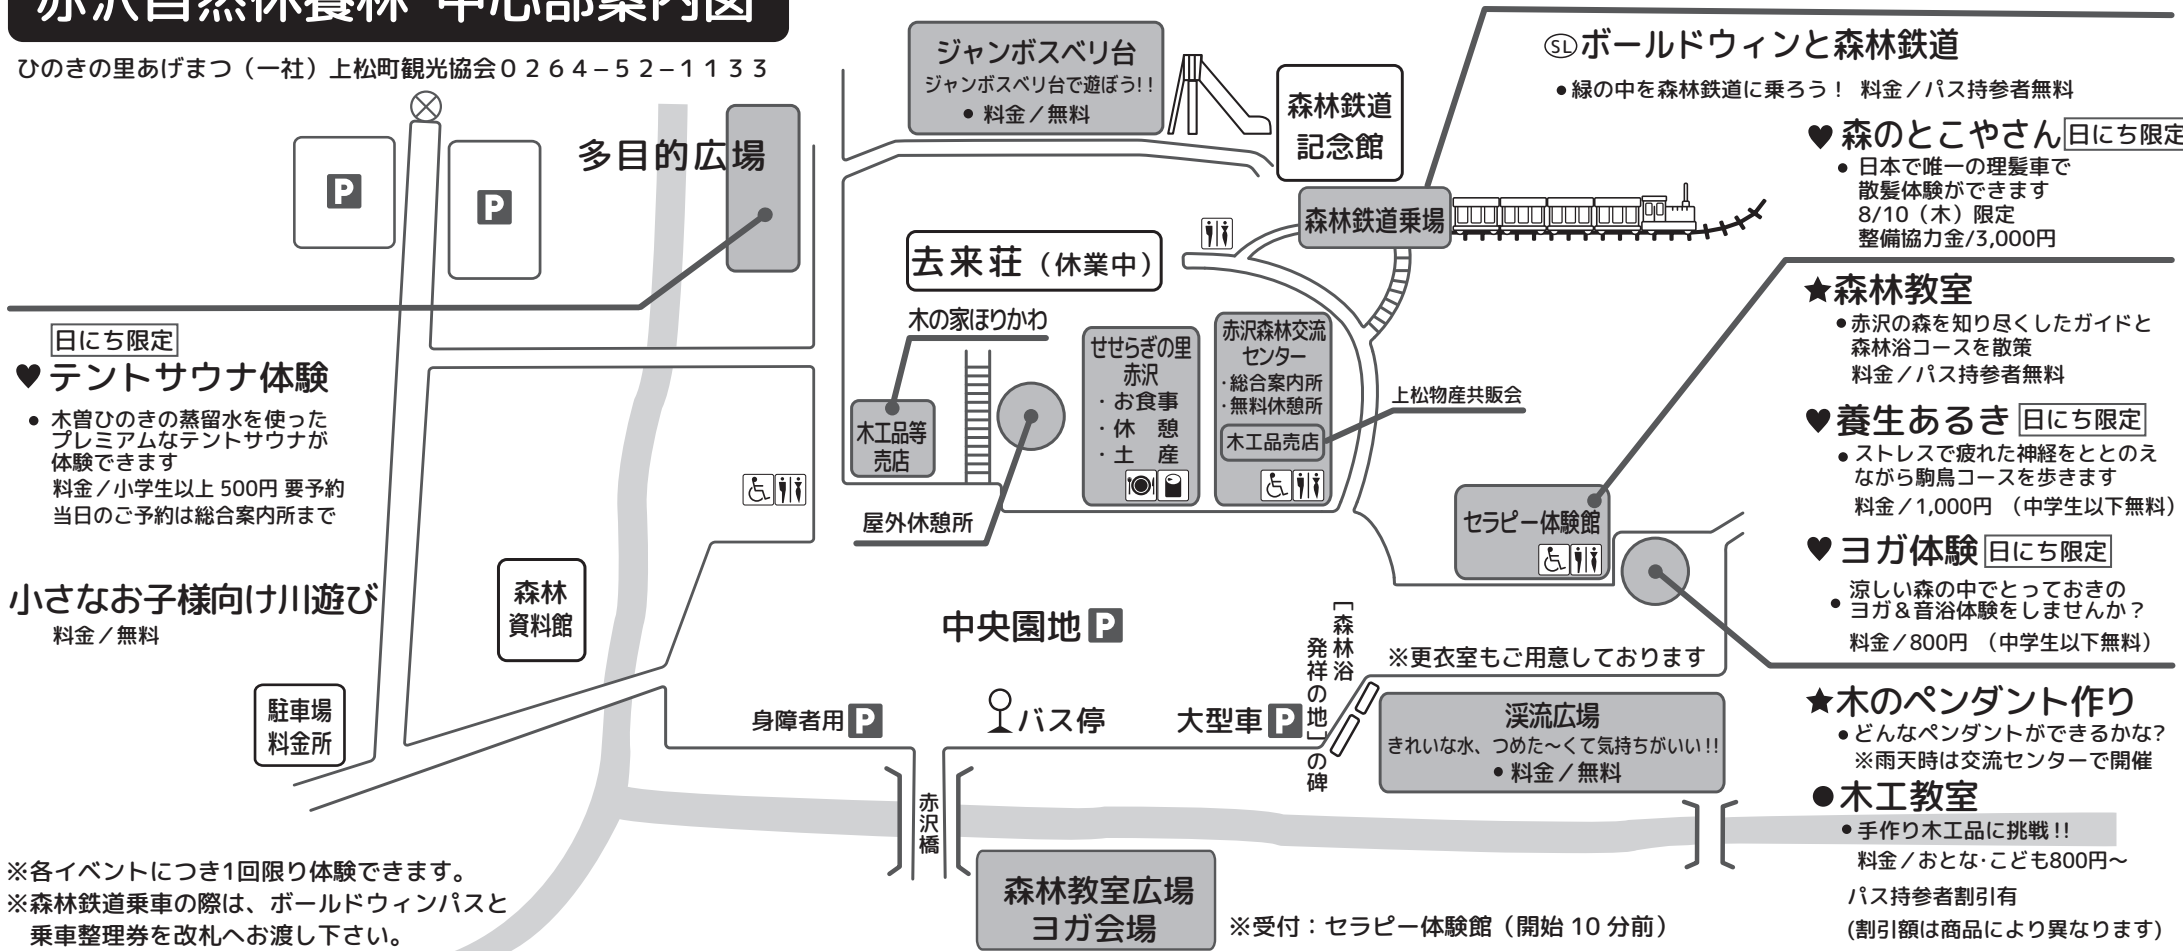 赤沢自然休養林 中心部案内図
ひのきの里あげまつ（一社）上松町観光協会０２６４−５２−１１３３
P
P
多目的広場
日にち限定
♥ テントサウナ体験
● 木曽ひのきの蒸留水を使った
プレミアムなテントサウナが
体験できます
料金／小学生以上 500円 要予約
当日のご予約は総合案内所まで
小さなお子様向け川遊び
料金／無料
駐車場
料金所
森林
資料館
ジャンボスベリ台
ジャンボスベリ台で遊ぼう!!
● 料金／無料
森林鉄道
記念館
森林鉄道乗場
去来荘（休業中）
木の家ほりかわ
木工品等
売店
屋外休憩所
せせらぎの里
赤沢
・お食事
・休　憩
・土　産
赤沢森林交流
センター
・総合案内所
・無料休憩所
木工品売店
上松物産共販会
セラピー体験館
中央園地 P
身障者用 P
バス停
大型車 P
［森林浴
発祥の地］の碑
※更衣室もご用意しております
渓流広場
きれいな水、つめた〜くて気持ちがいい!!
● 料金／無料
赤沢橋
森林教室広場
ヨガ会場
※受付：セラピー体験館（開始 10 分前）
SL ボールドウィンと森林鉄道
● 緑の中を森林鉄道に乗ろう！ 料金／パス持参者無料
♥ 森のとこやさん 日にち限定
● 日本で唯一の理髪車で
散髪体験ができます
8/10（木）限定
整備協力金/3,000円
★森林教室
● 赤沢の森を知り尽くしたガイドと
森林浴コースを散策
料金／パス持参者無料
♥ 養生あるき 日にち限定
● ストレスで疲れた神経をととのえ
ながら駒鳥コースを歩きます
料金／1,000円 （中学生以下無料）
♥ ヨガ体験 日にち限定
● 涼しい森の中でとっておきの
ヨガ＆音浴体験をしませんか？
料金／800円 （中学生以下無料）
★木のペンダント作り
● どんなペンダントができるかな?
※雨天時は交流センターで開催
●木工教室
● 手作り木工品に挑戦!!
料金／おとな･こども800円〜
パス持参者割引有
(割引額は商品により異なります)
※各イベントにつき1回限り体験できます。
※森林鉄道乗車の際は、ボールドウィンパスと
乗車整理券を改札へお渡し下さい。